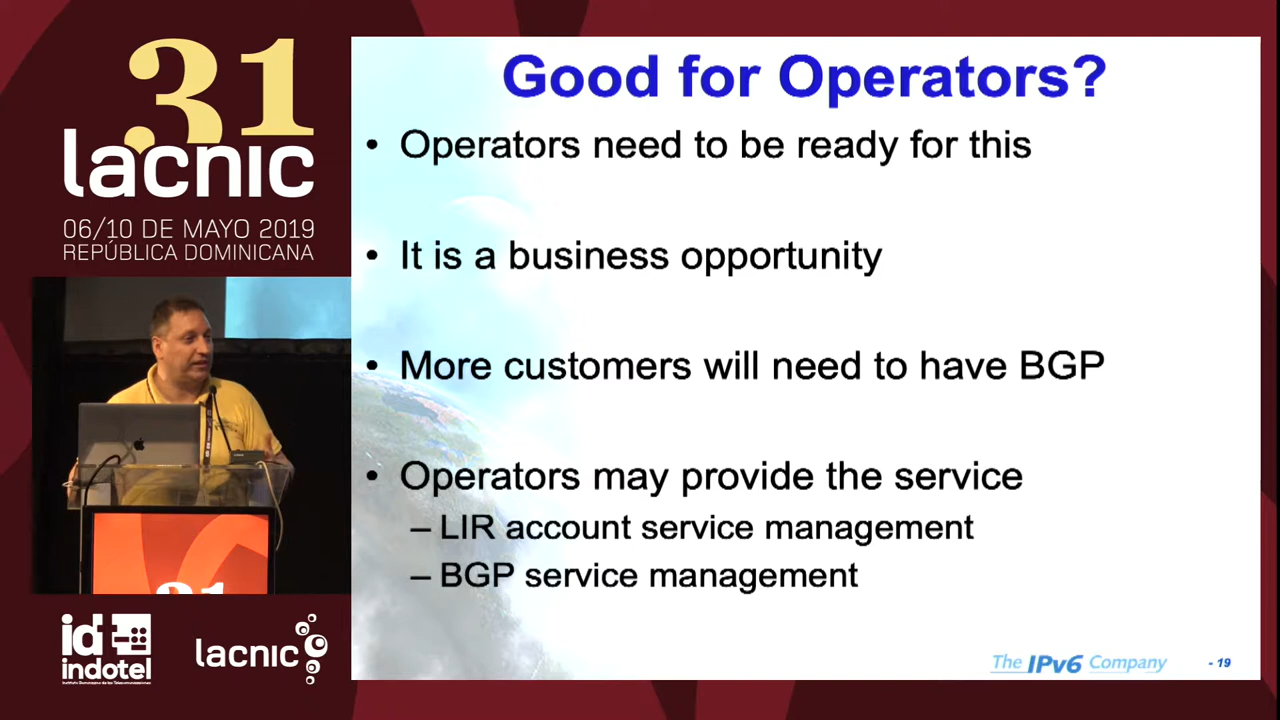 31
lacnic
06/10 DE MAYO 2019
REPÚBLICA DOMINICANA
Good for Operators?
• Operators need to be ready for this
• It is a business opportunity
• More customers will need to have BGP
• Operators may provide the service
– LIR account service management
– BGP service management
31
id
indotel
lacnic
The IPv6 Company
- 19